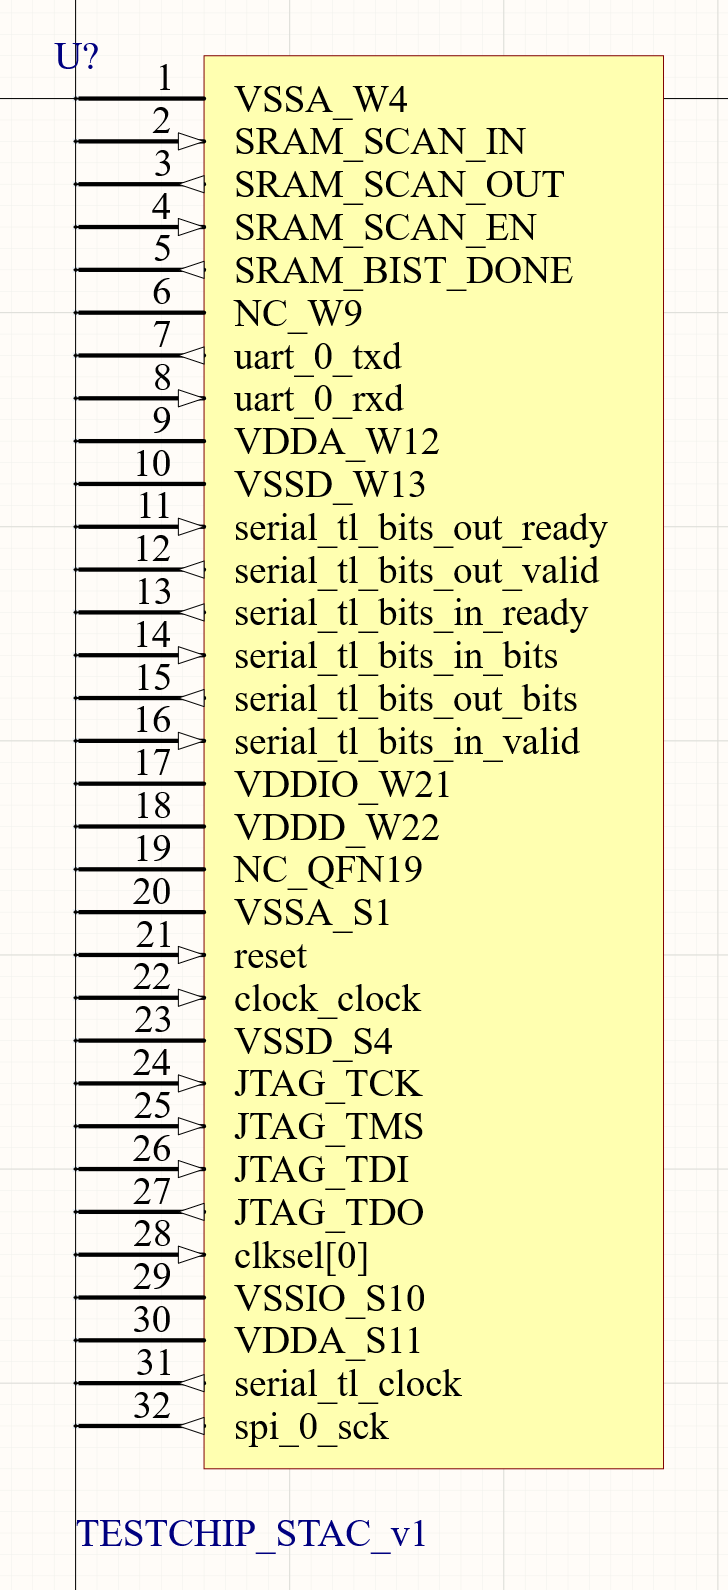 U?
1 VSSA_W4
2 SRAM_SCAN_IN
3 SRAM_SCAN_OUT
4 SRAM_SCAN_EN
5 SRAM_BIST_DONE
6 NC_W9
7 uart_0_txd
8 uart_0_rxd
9 VDDA_W12
10 VSSD_W13
11 serial_tl_bits_out_ready
12 serial_tl_bits_out_valid
13 serial_tl_bits_in_ready
14 serial_tl_bits_in_bits
15 serial_tl_bits_out_bits
16 serial_tl_bits_in_valid
17 VDDIO_W21
18 VDDD_W22
19 NC_QFN19
20 VSSA_S1
21 reset
22 clock_clock
23 VSSD_S4
24 JTAG_TCK
25 JTAG_TMS
26 JTAG_TDI
27 JTAG_TDO
28 clksel[0]
29 VSSIO_S10
30 VDDA_S11
31 serial_tl_clock
32 spi_0_sck
TESTCHIP_STAC_v1